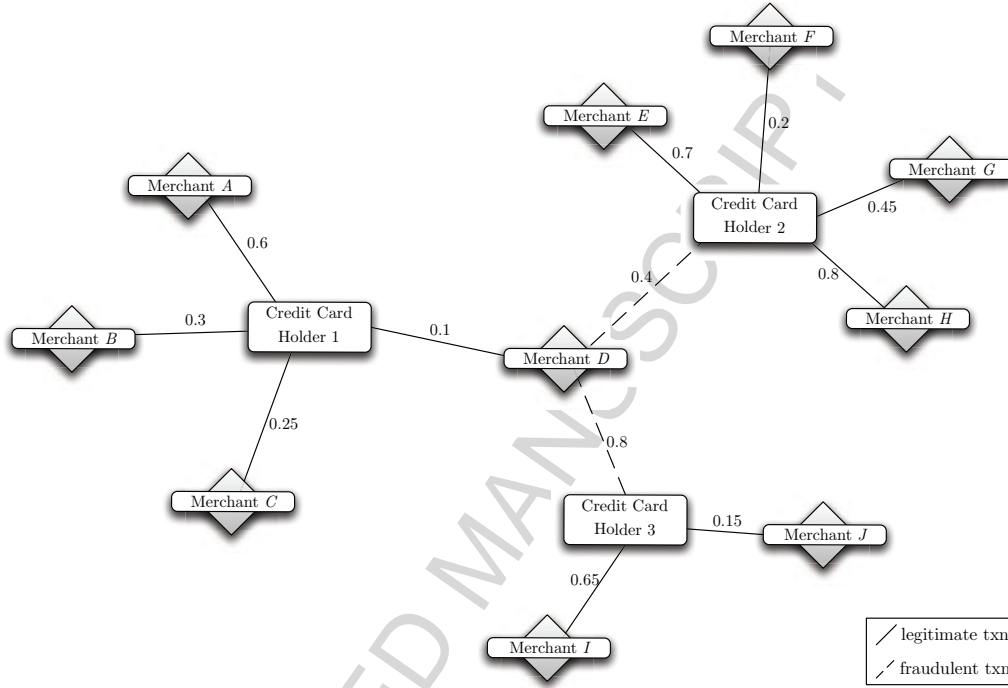 Merchant F
Merchant E
0.2
0.7
Merchant G
Merchant A
Credit Card
Holder 2
0.45
0.6
0.8
0.4
Credit Card
Holder 1
Merchant H
0.3
0.1
Merchant B
Merchant D
0.25
0.8
Merchant C
Credit Card
Holder 3
0.15
Merchant J
0.65
Merchant I
legitimate txn
fraudulent txn
ED MANSCRIPT